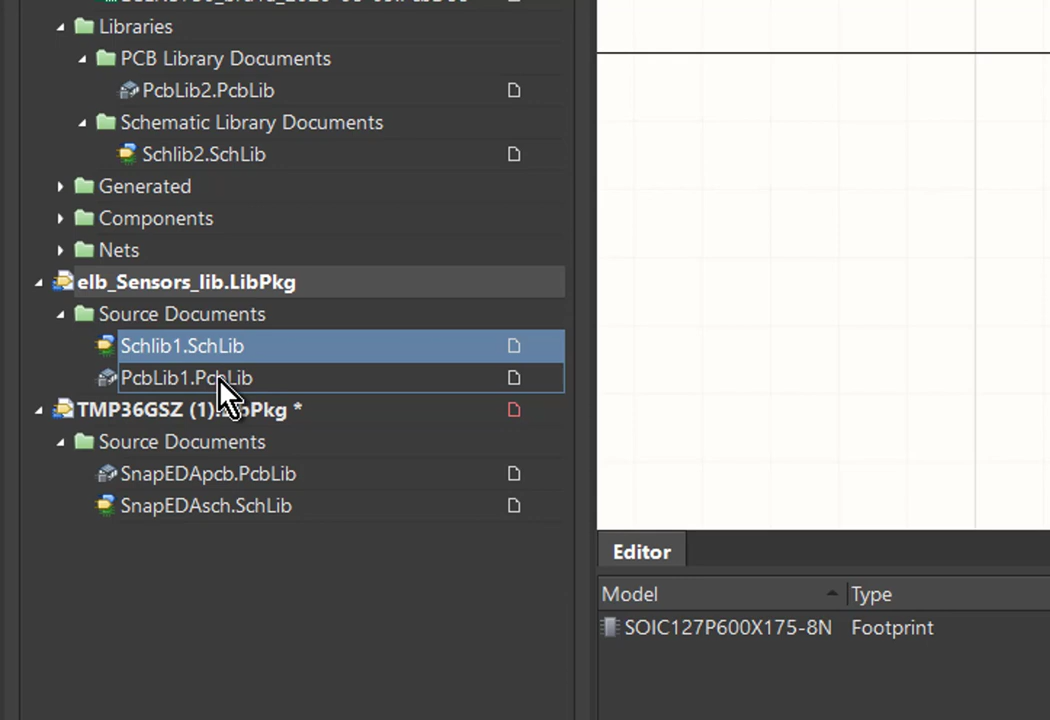 Libraries
PCB Library Documents
PcbLib2.PcbLib
Schematic Library Documents
Schlib2.SchLib
Generated
Components
Nets
elb_Sensors_lib.LibPkg
Source Documents
Schlib1.SchLib
PcbLib1.PcbLib
TMP36GSZ (1).LibPkg *
Source Documents
SnapEDApcb.PcbLib
SnapEDAsch.SchLib
Editor
Model Type
SOIC127P600X175-8N Footprint